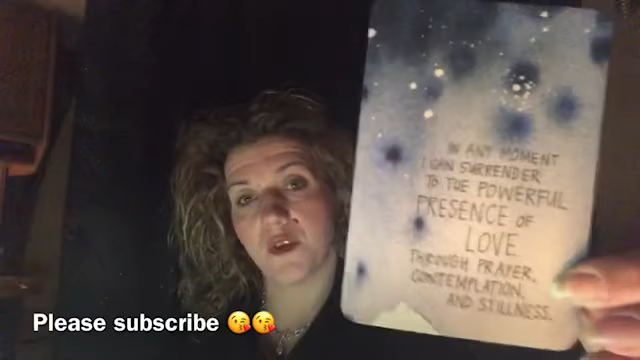 IN ANY MOMENT
I CAN SURRENDER
TO THE POWERFUL
PRESENCE OF
LOVE
THROUGH PRAYER,
CONTEMPLATION,
AND STILLNESS.
Please subscribe 😘😘